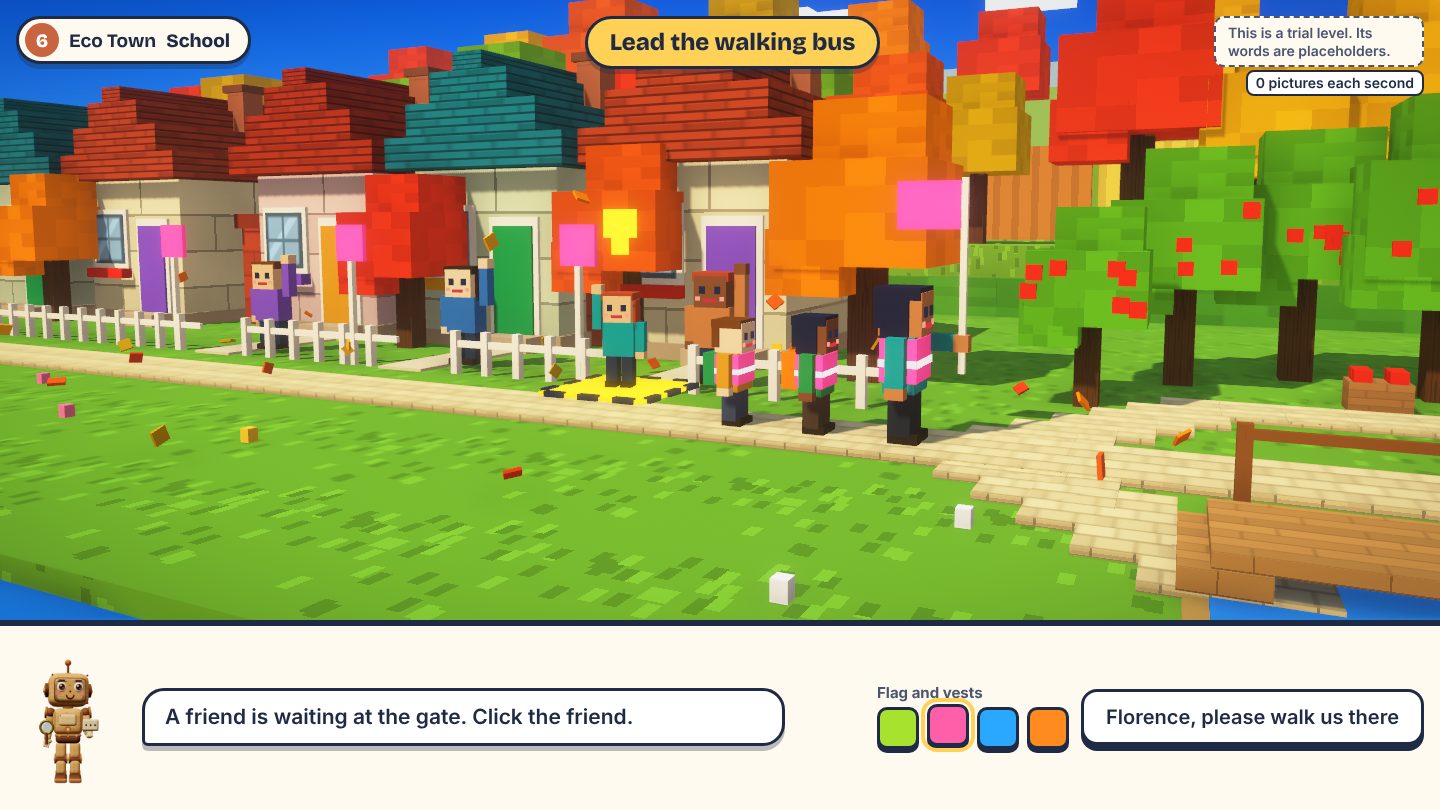 6 Eco Town School
Lead the walking bus
This is a trial level. Its
words are placeholders.
0 pictures each second
A friend is waiting at the gate. Click the friend.
Flag and vests
Florence, please walk us there